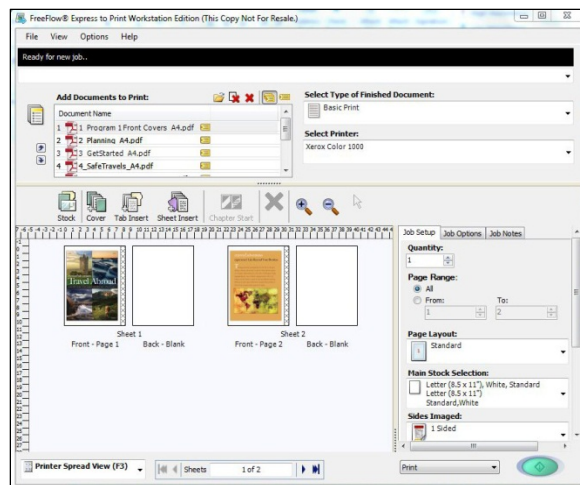 FreeFlow® Express to Print Workstation Edition (This Copy Not For Resale.)
File View Options Help
Ready for new job..
Add Documents to Print:
Document Name
1 1 Program 1 Front Covers A4.pdf
2 2 Planning A4.pdf
3 3 GetStarted A4.pdf
4 4_SafeTravels_A4.pdf
Select Type of Finished Document:
Basic Print
Select Printer:
Xerox Color 1000
Stock Cover Tab Insert Sheet Insert Chapter Start
Travel Abroad
Sheet 1
Front - Page 1 Back - Blank
Sheet 2
Front - Page 2 Back - Blank
Job Setup Job Options Job Notes
Quantity:
1
Page Range:
All
From: To:
1 2
Page Layout:
Standard
Main Stock Selection:
Letter (8.5 x 11"), White, Standard
Letter (8.5 x 11")
Standard,White
Sides Imaged:
1 Sided
Printer Spread View (F3) Sheets 1 of 2 Print